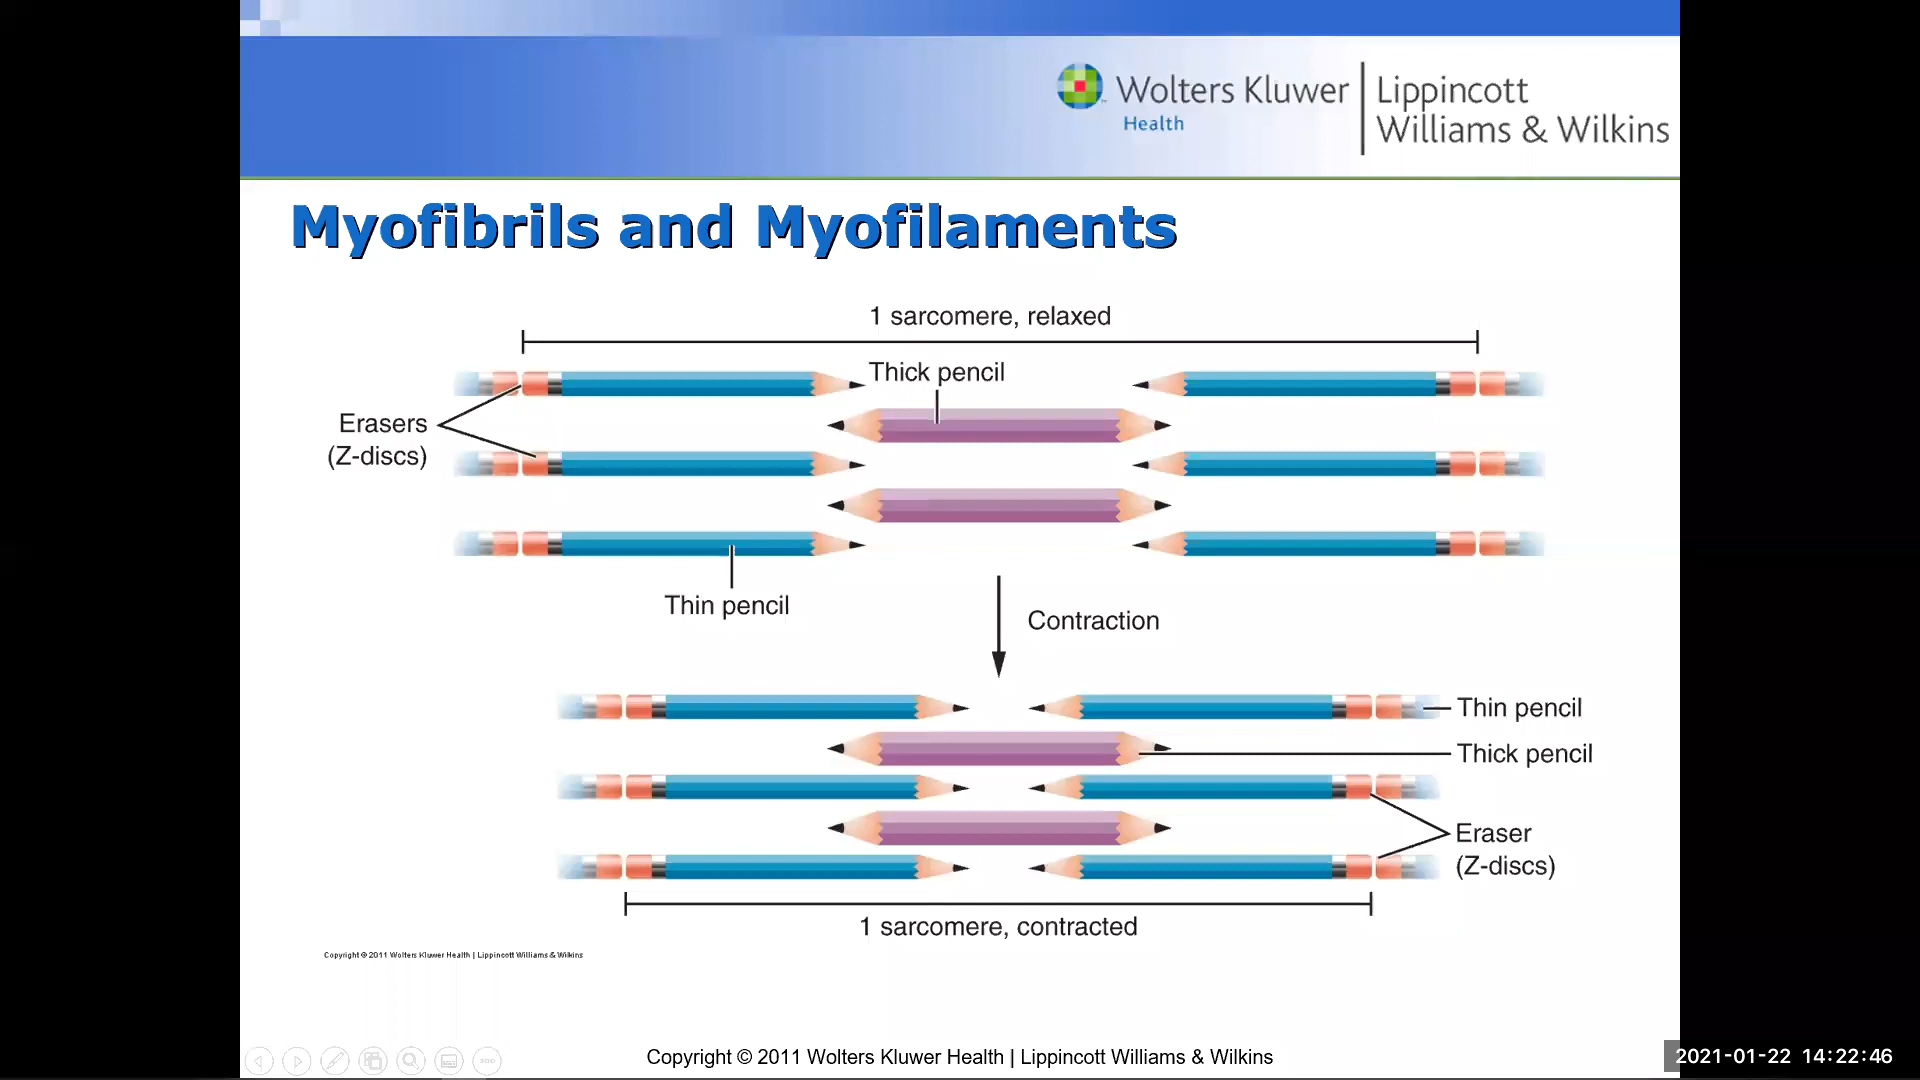 Wolters Kluwer
Health
Lippincott
Williams & Wilkins
Myofibrils and Myofilaments
1 sarcomere, relaxed
Thick pencil
Erasers
(Z-discs)
Thin pencil
Contraction
Thin pencil
Thick pencil
Eraser
(Z-discs)
1 sarcomere, contracted
Copyright © 2011 Wolters Kluwer Health | Lippincott Williams & Wilkins
Copyright © 2011 Wolters Kluwer Health | Lippincott Williams & Wilkins
2021-01-22 14:22:46